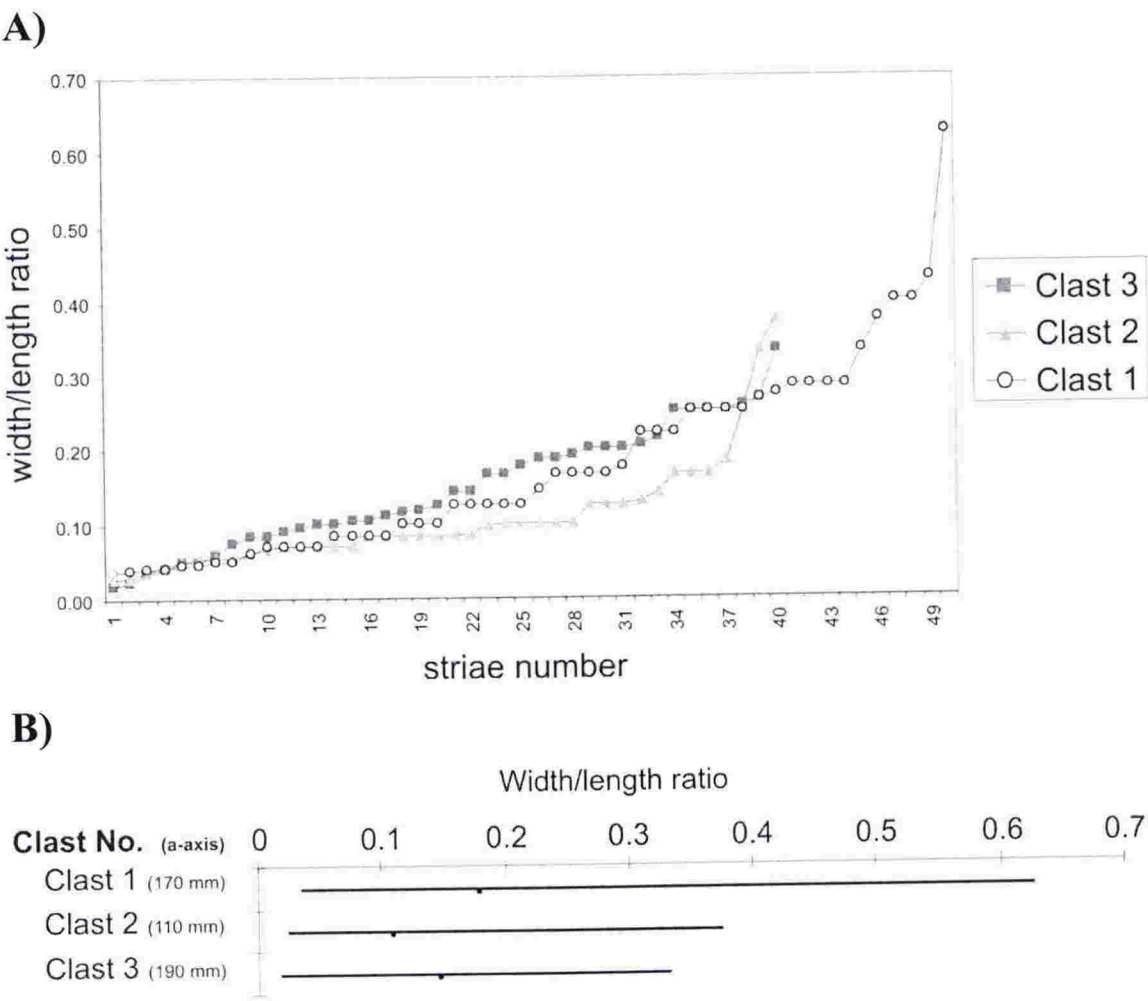 A)
0.70
0.60
0.50
0.40
0.30
0.20
0.10
0.00
width/length ratio
1 4 7 10 13 16 19 22 25 28 31 34 37 40 43 46 49
striae number
Clast 3
Clast 2
Clast 1
B)
Width/length ratio
Clast No. (a-axis) 0 0.1 0.2 0.3 0.4 0.5 0.6 0.7
Clast 1 (170 mm)
Clast 2 (110 mm)
Clast 3 (190 mm)